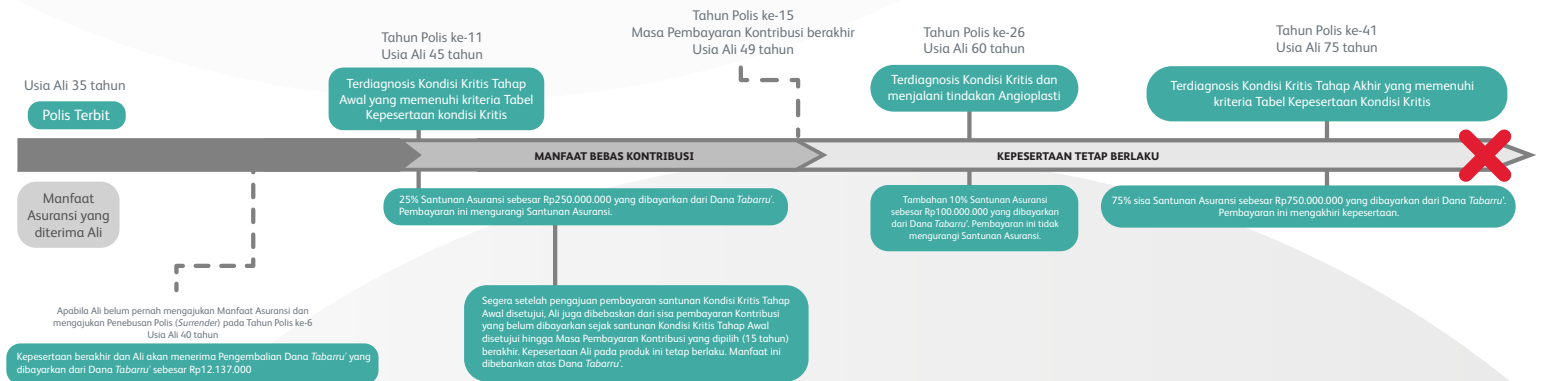 Usia Ali 35 tahun
Polis Terbit
Tahun Polis ke-11
Usia Ali 45 tahun
Terdiagnosis Kondisi Kritis Tahap
Awal yang memenuhi kriteria Tabel
Kepesertaan kondisi Kritis
Tahun Polis ke-15
Masa Pembayaran Kontribusi berakhir
Usia Ali 49 tahun
Tahun Polis ke-26
Usia Ali 60 tahun
Terdiagnosis Kondisi Kritis dan
menjalani tindakan Angioplasti
Tahun Polis ke-41
Usia Ali 75 tahun
Terdiagnosis Kondisi Kritis Tahap Akhir yang memenuhi
kriteria Tabel Kepesertaan Kondisi Kritis
MANFAAT BEBAS KONTRIBUSI
KEPESERTAAN TETAP BERLAKU
Manfaat
Asuransi yang
diterima Ali
25% Santunan Asuransi sebesar Rp250.000.000 yang dibayarkan dari Dana Tabarru'.
Pembayaran ini mengurangi Santunan Asuransi.
Tambahan 10% Santunan Asuransi
sebesar Rp100.000.000 yang dibayarkan
dari Dana Tabarru'. Pembayaran ini tidak
mengurangi Santunan Asuransi.
75% sisa Santunan Asuransi sebesar Rp750.000.000 yang dibayarkan dari Dana Tabarru'.
Pembayaran ini mengakhiri kepesertaan.
Apabila Ali belum pernah mengajukan Manfaat Asuransi dan
mengajukan Penebusan Polis (Surrender) pada Tahun Polis ke-6
Usia Ali 40 tahun
Kepesertaan berakhir dan Ali akan menerima Pengembalian Dana Tabarru' yang
dibayarkan dari Dana Tabarru' sebesar Rp12.137.000
Segera setelah pengajuan pembayaran santunan Kondisi Kritis Tahap
Awal disetujui, Ali juga dibebaskan dari sisa pembayaran Kontribusi
yang belum dibayarkan sejak santunan Kondisi Kritis Tahap Awal
disetujui hingga Masa Pembayaran Kontribusi yang dipilih (15 tahun)
berakhir. Kepesertaan Ali pada produk ini tetap berlaku. Manfaat ini
dibebankan atas Dana Tabarru'.